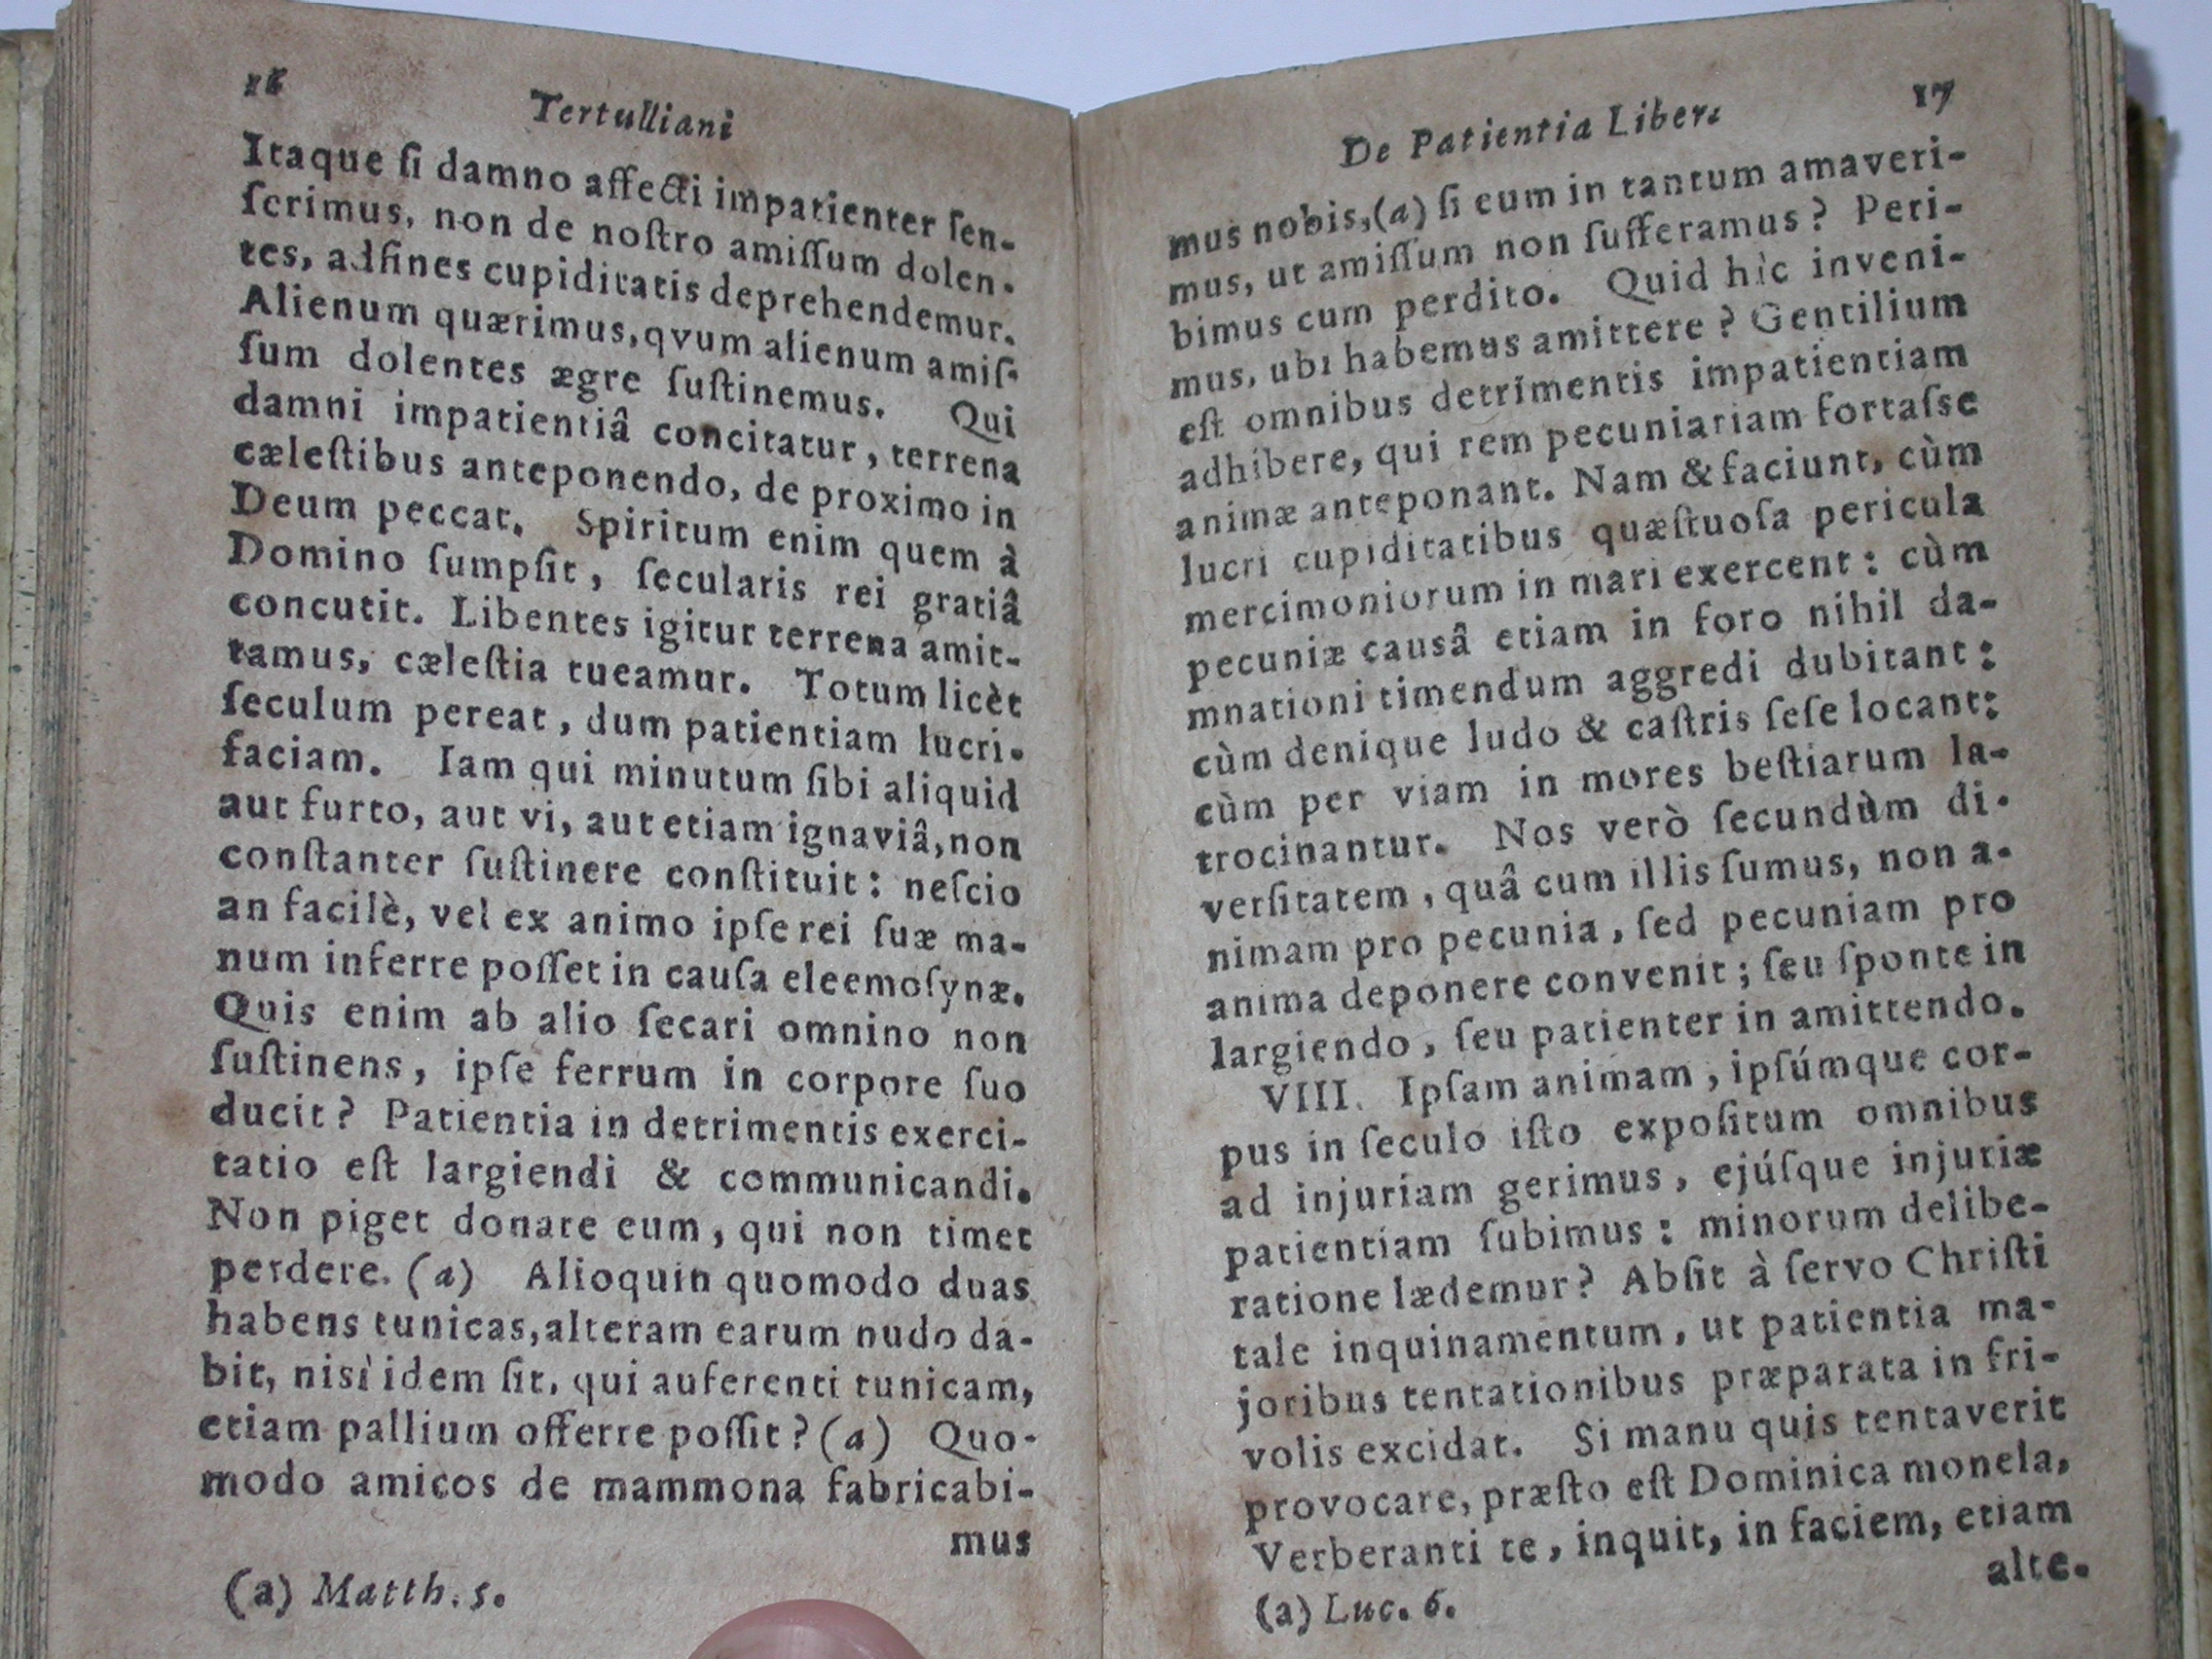 16
Tertulliani
Itaque ſi damno affecti impatienter ſen-
ſerimus, non de noſtro amiſſum dolen-
tes, adfines cupiditatis deprehendemur.
Alienum quærimus, qvum alienum amiſ-
ſum dolentes ægre ſuſtinemus. Qui
damni impatientiâ concitatur, terrena
cæleſtibus anteponendo, de proximo in
Deum peccat. Spiritum enim quem à
Domino ſumpſit, ſecularis rei gratiâ
concutit. Libentes igitur terrena amit-
tamus, cæleſtia tueamur. Totum licèt
ſeculum pereat, dum patientiam lucri-
faciam. Iam qui minutum ſibi aliquid
aut furto, aut vi, aut etiam ignaviâ, non
conſtanter ſuſtinere conſtituit: neſcio
an facilè, vel ex animo ipſe rei ſuæ ma-
num inferre poſſet in cauſa eleemoſynæ.
Quis enim ab alio ſecari omnino non
ſuſtinens, ipſe ferrum in corpore ſuo
ducit? Patientia in detrimentis exerci-
tatio eſt largiendi & communicandi.
Non piget donare eum, qui non timet
perdere. (a) Alioquin quomodo duas
habens tunicas, alteram earum nudo da-
bit, nisì idem ſit, qui auferenti tunicam,
etiam pallium offerre poſſit? (a) Quo-
modo amicos de mammona fabricabi-
mus
(a) Matth. 5.
De Patientia Liber.
17
mus nobis, (a) ſi eum in tantum amaveri-
mus, ut amiſſum non ſufferamus? Peri-
bimus cum perdito. Quid hìc inveni-
mus, ubi habemus amittere? Gentilium
eſt omnibus detrimentis impatientiam
adhibere, qui rem pecuniariam fortaſse
animæ anteponant. Nam & faciunt, cùm
lucri cupiditatibus quæſtuoſa pericula
mercimoniorum in mari exercent: cùm
pecuniæ causâ etiam in foro nihil da-
mnationi timendum aggredi dubitant:
cùm denique ludo & caſtris ſeſe locant:
cùm per viam in mores beſtiarum la-
trocinantur. Nos verò ſecundùm di-
verſitatem, quâ cum illis ſumus, non a-
nimam pro pecunia, ſed pecuniam pro
anima deponere convenit; ſeu ſponte in
largiendo, ſeu patienter in amittendo.
VIII. Ipſam animam, ipſúmque cor-
pus in ſeculo iſto expoſitum omnibus
ad injuriam gerimus, ejúſque injuriæ
patientiam ſubimus: minorum delibe-
ratione lædemur? Abſit à ſervo Chriſti
tale inquinamentum, ut patientia ma-
joribus tentationibus præparata in fri-
volis excidat. Si manu quis tentaverit
provocare, præſto eſt Dominica monela,
Verberanti te, inquit, in faciem, etiam
alte-
(a) Luc. 6.